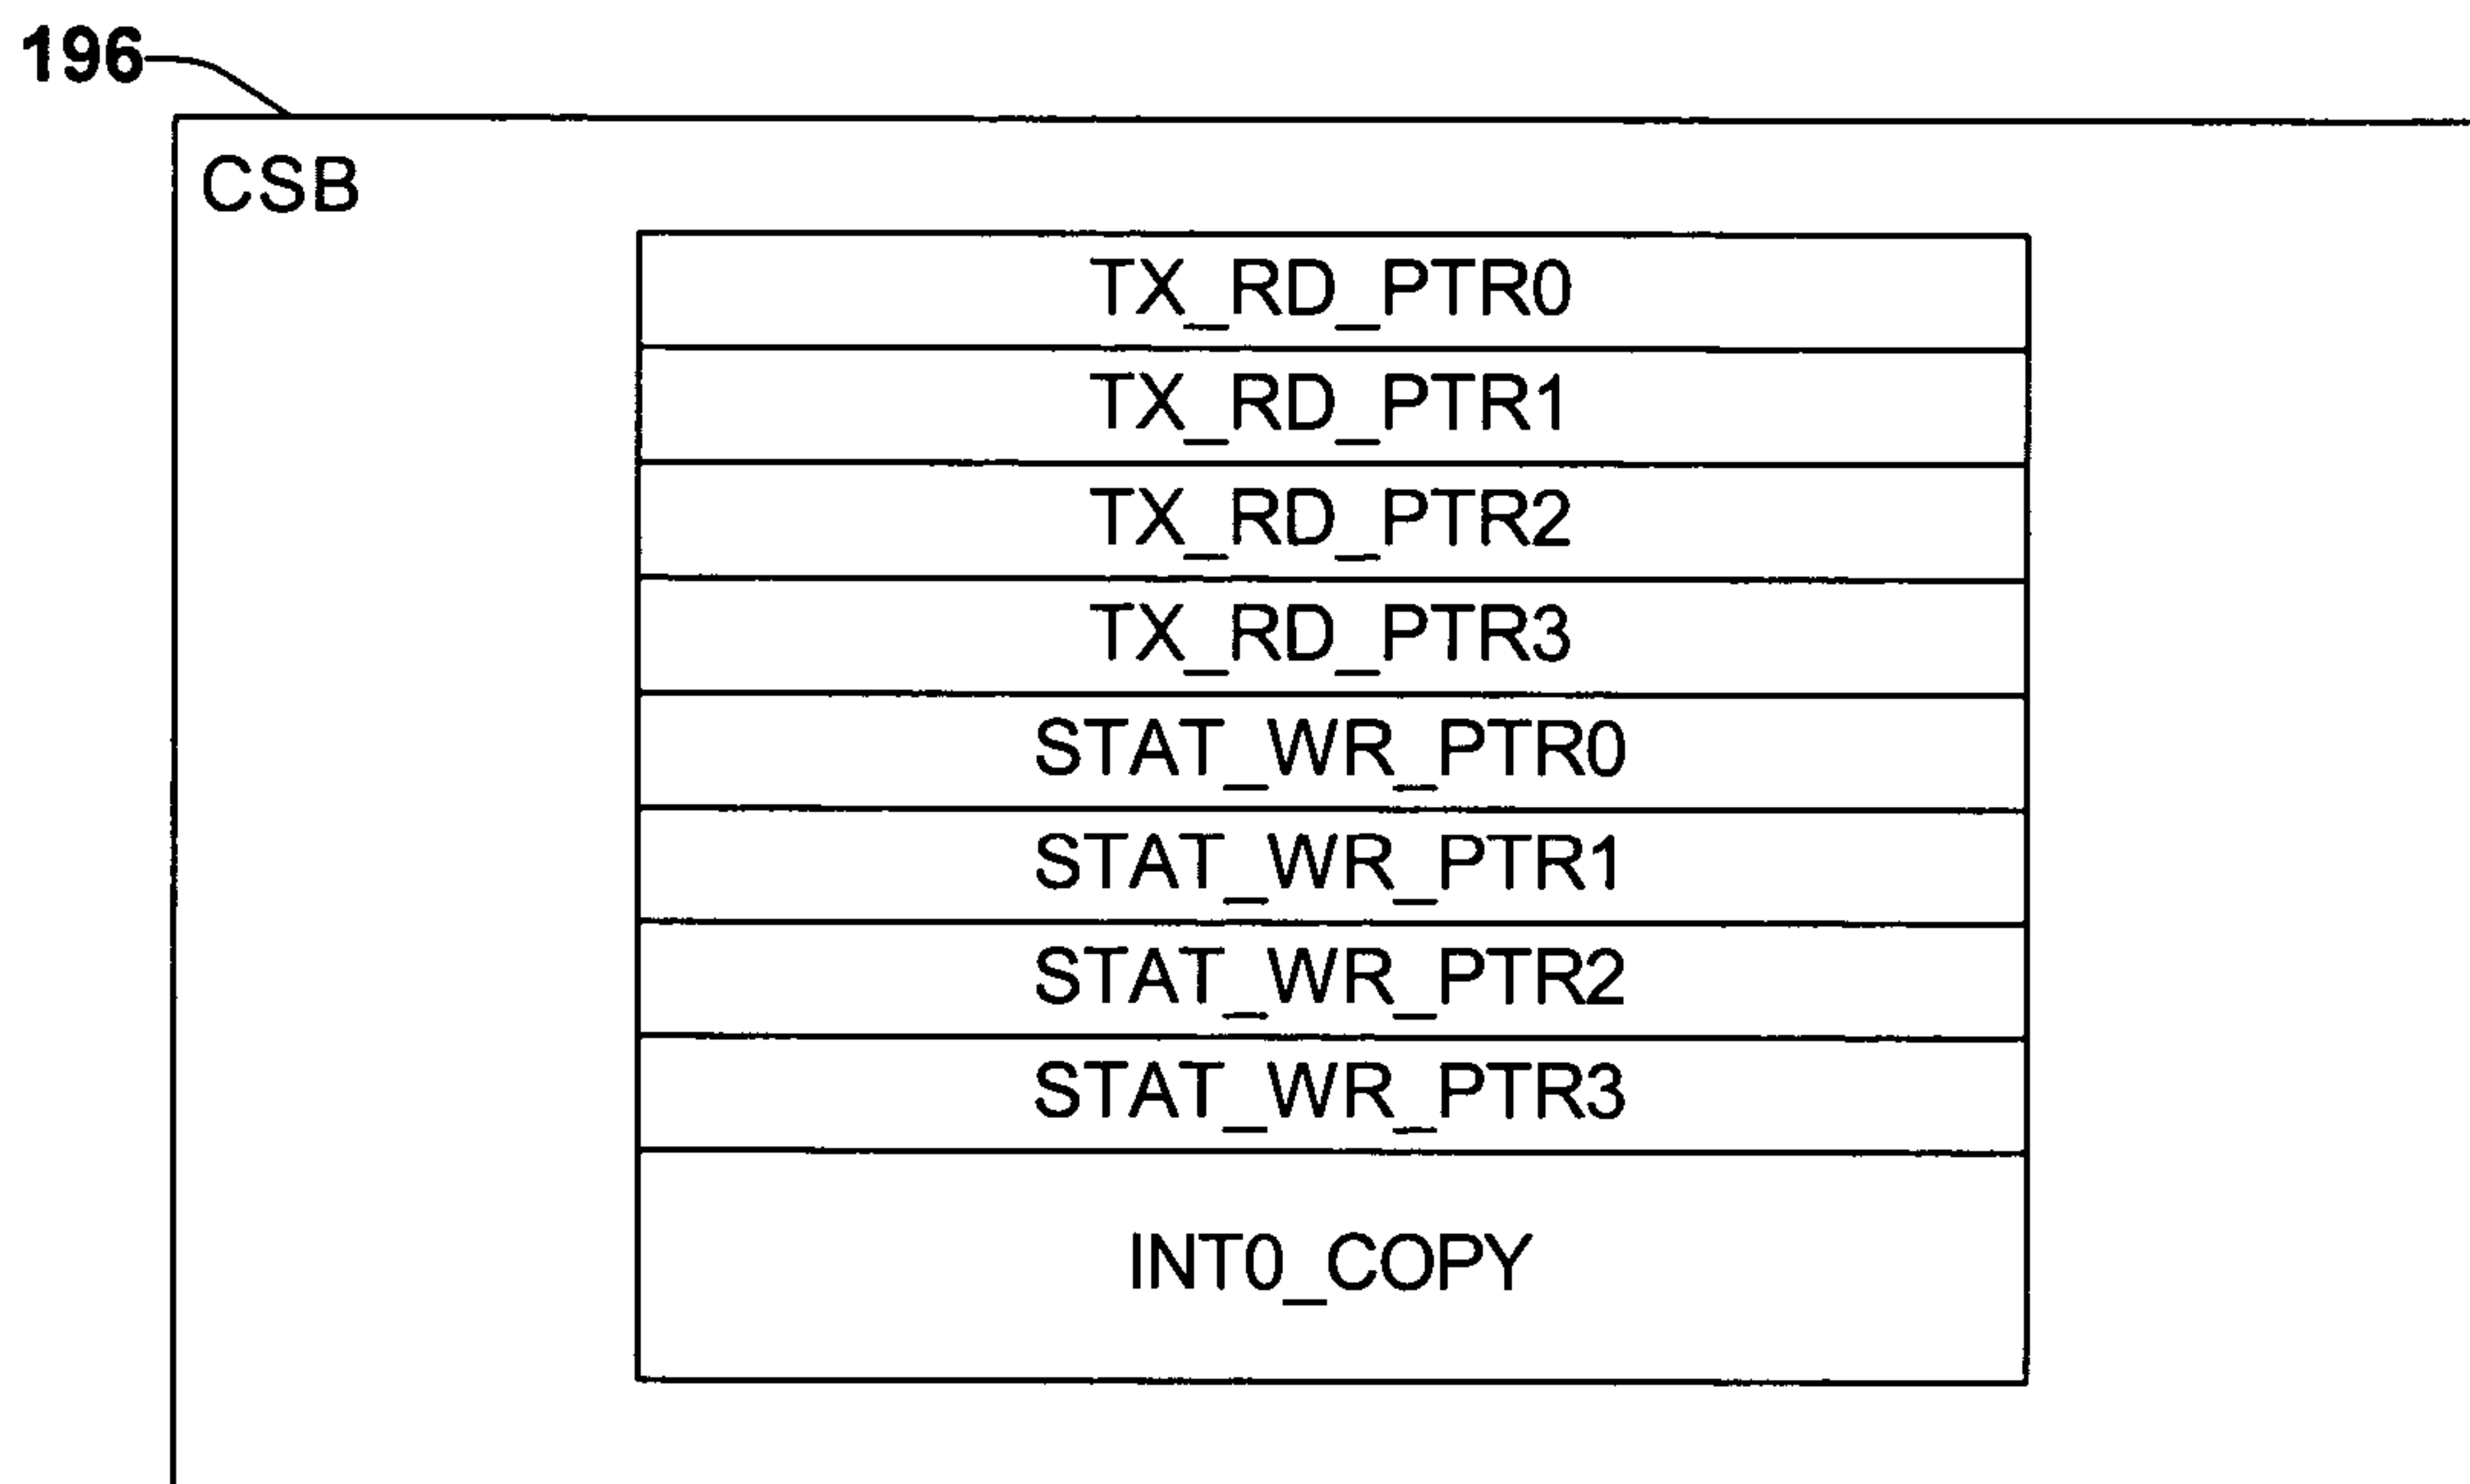 196
CSB
TX_RD_PTR0
TX_RD_PTR1
TX_RD_PTR2
TX_RD_PTR3
STAT_WR_PTR0
STAT_WR_PTR1
STAT_WR_PTR2
STAT_WR_PTR3
INT0_COPY